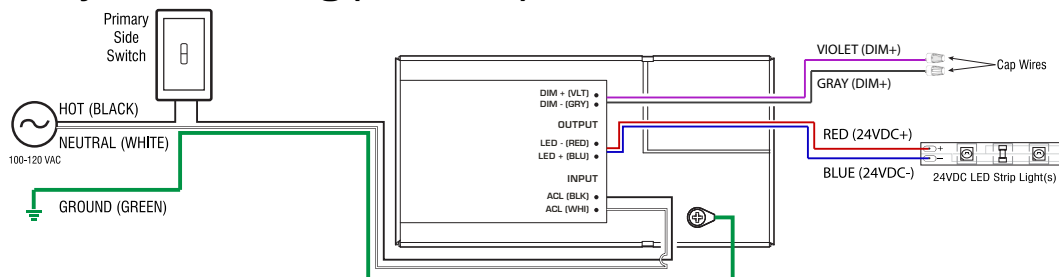 Primary
Side
Switch
HOT (BLACK)
NEUTRAL (WHITE)
100-120 VAC
GROUND (GREEN)
DIM + (VLT)
DIM - (GRY)
OUTPUT
LED - (RED)
LED + (BLU)
INPUT
ACL (BLK)
ACL (WHI)
VIOLET (DIM+)
GRAY (DIM+)
Cap Wires
RED (24VDC+)
BLUE (24VDC-)
+
–
24VDC LED Strip Light(s)